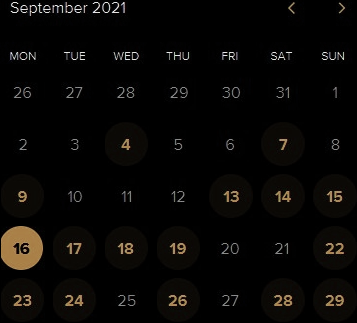 September 2021
MON TUE WED THU FRI SAT SUN
26 27 28 29 30 31 1
2 3 4 5 6 7 8
9 10 11 12 13 14 15
16 17 18 19 20 21 22
23 24 25 26 27 28 29